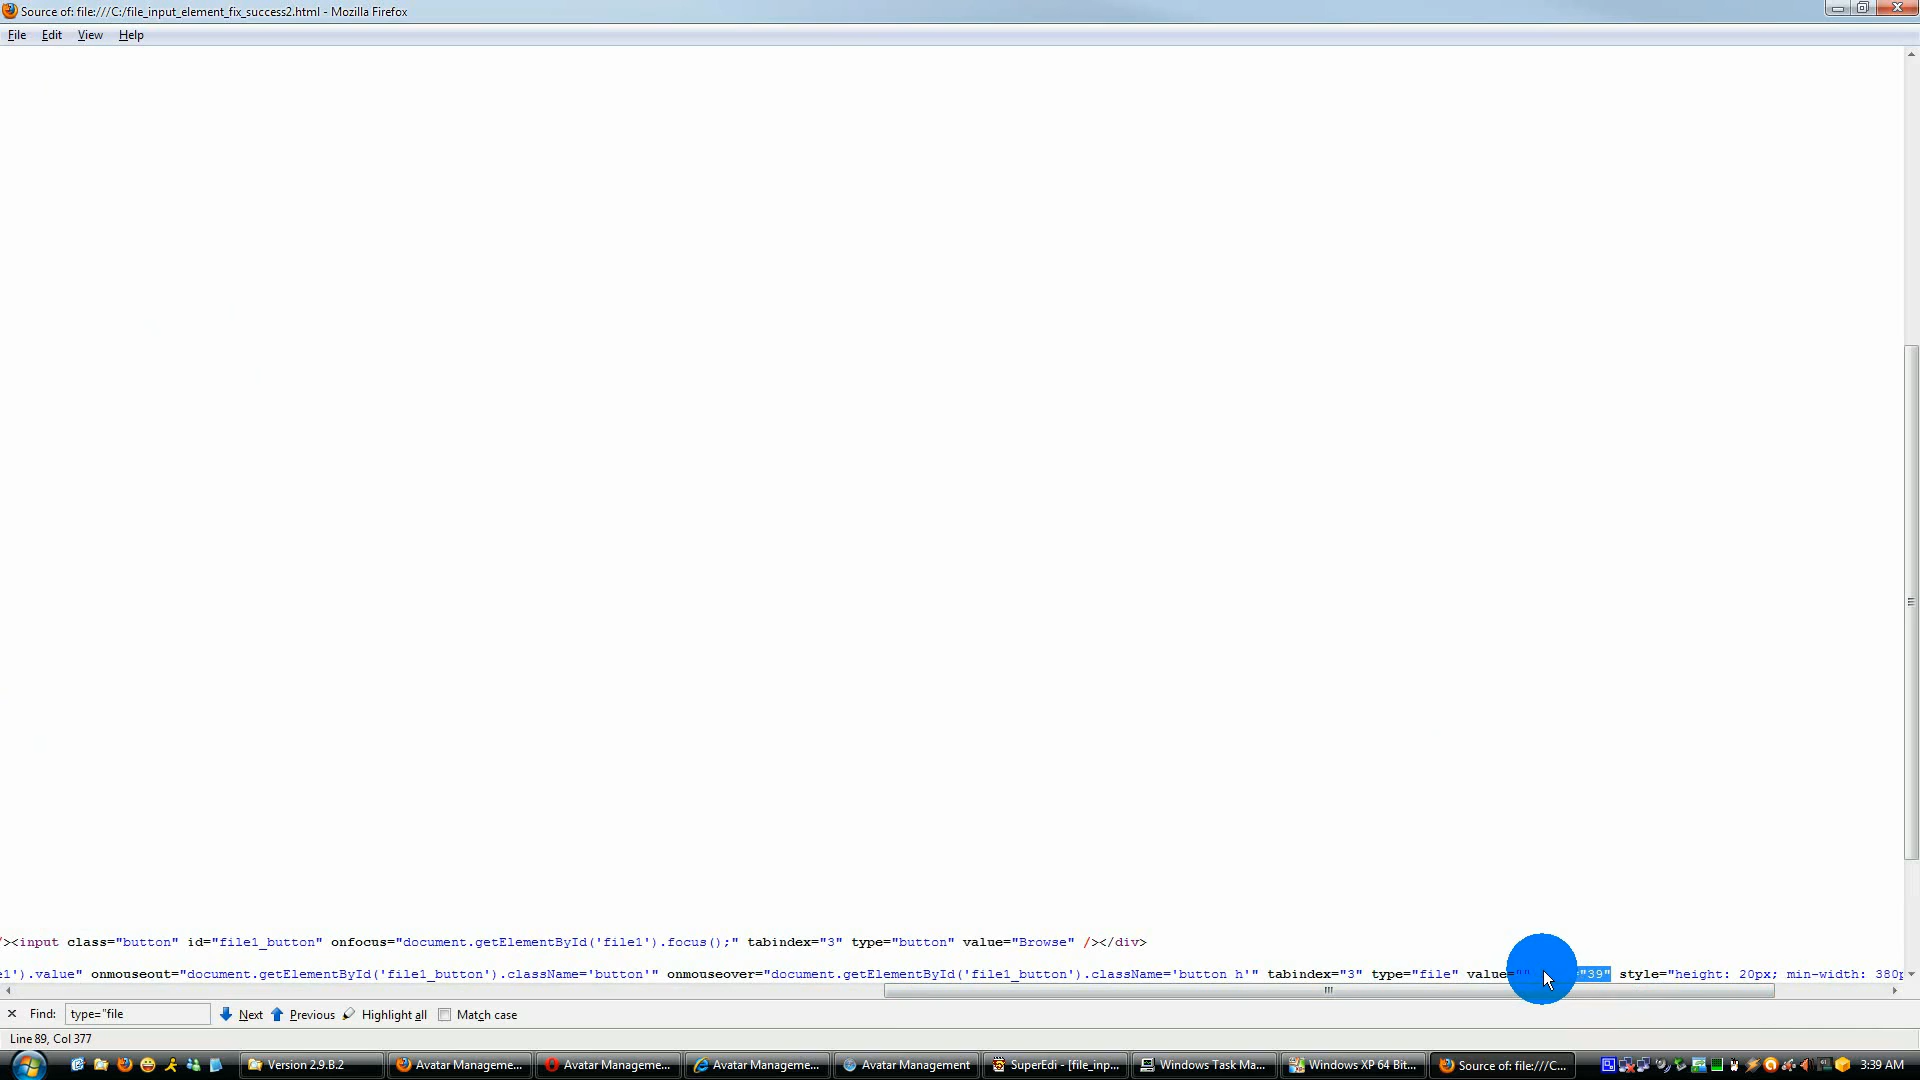 Source of: file:///C:/file_input_element_fix_success2.html - Mozilla Firefox
File Edit View Help
/><input class="button" id="file1_button" onfocus="document.getElementById('file1').focus();" tabindex="3" type="button" value="Browse" /></div>
e1').value" onmouseout="document.getElementById('file1_button').className='button'" onmouseover="document.getElementById('file1_button').className='button h'" tabindex="3" type="file" value="" ="39" style="height: 20px; min-width: 380p
Find: type="file Next Previous Highlight all Match case
Line 89, Col 377
Version 2.9.B.2 Avatar Manageme... Avatar Manageme... Avatar Manageme... Avatar Management SuperEdi - [file_inp... Windows Task Ma... Windows XP 64 Bit... Source of: file:///C... 3:39 AM